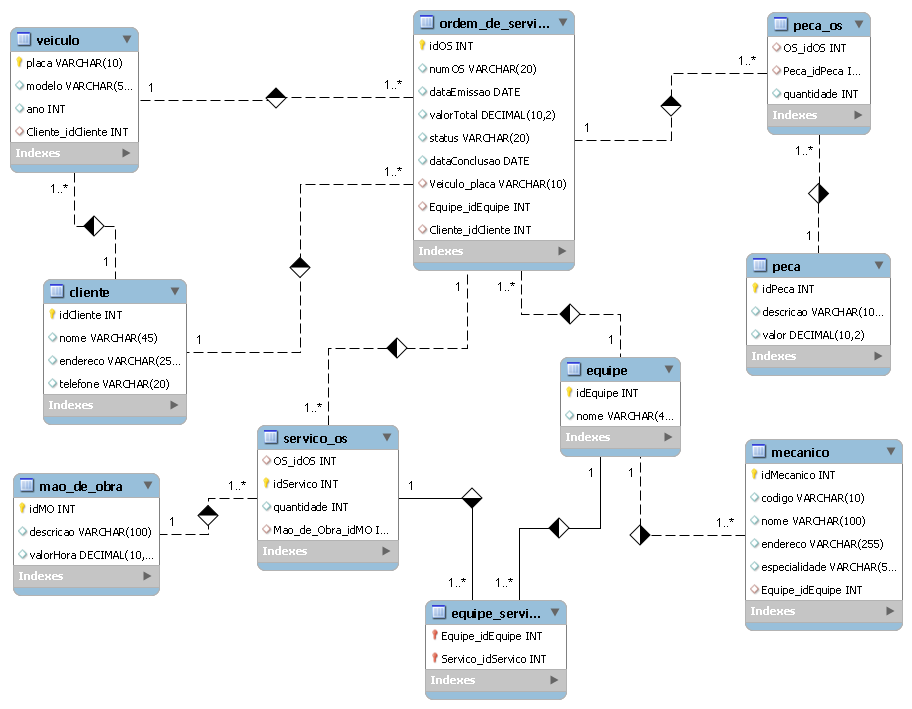 veiculo
placa VARCHAR(10)
modelo VARCHAR(5...
ano INT
Cliente_idCliente INT
Indexes
ordem_de_servi...
idOS INT
numOS VARCHAR(20)
dataEmissao DATE
valorTotal DECIMAL(10,2)
status VARCHAR(20)
dataConclusao DATE
Veiculo_placa VARCHAR(10)
Equipe_idEquipe INT
Cliente_idCliente INT
Indexes
peca_os
OS_idOS INT
Peca_idPeca I...
quantidade INT
Indexes
1
1..*
1
1..*
1..*
1
1..*
1
1
1..*
cliente
idCliente INT
nome VARCHAR(45)
endereco VARCHAR(25...
telefone VARCHAR(20)
Indexes
peca
idPeca INT
descricao VARCHAR(10...
valor DECIMAL(10,2)
Indexes
1
1..*
1..*
1
equipe
idEquipe INT
nome VARCHAR(4...
Indexes
servico_os
OS_idOS INT
idServico INT
quantidade INT
Mao_de_Obra_idMO I...
Indexes
mao_de_obra
idMO INT
descricao VARCHAR(100)
valorHora DECIMAL(10,...
Indexes
mecanico
idMecanico INT
codigo VARCHAR(10)
nome VARCHAR(100)
endereco VARCHAR(255)
especialidade VARCHAR(5...
Equipe_idEquipe INT
Indexes
1
1..*
1
1..*
1
1..*
1
1..*
equipe_servi...
Equipe_idEquipe INT
Servico_idServico INT
Indexes